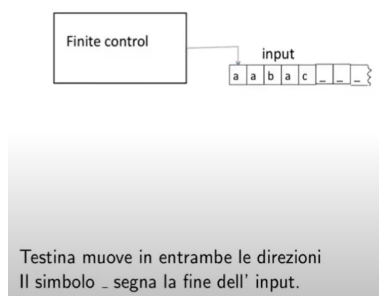 Finite control
input
a a b a c _ _ _
Testina muove in entrambe le direzioni
Il simbolo _ segna la fine dell' input.